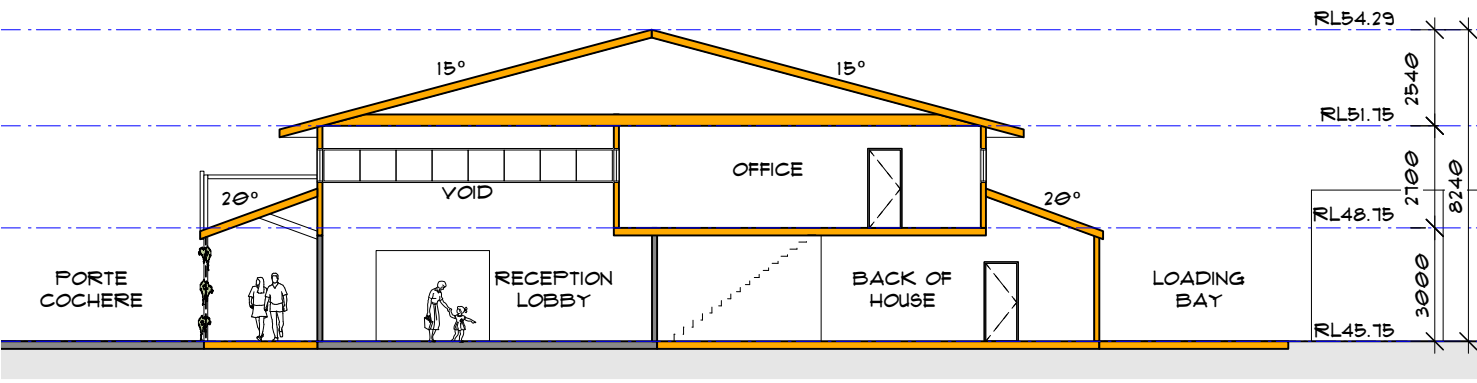 RL54.29
15°
15°
2540
RL51.75
OFFICE
VOID
20°
20°
2700
8240
RL48.75
PORTE
COCHERE
RECEPTION
LOBBY
BACK OF
HOUSE
LOADING
BAY
3000
RL45.75